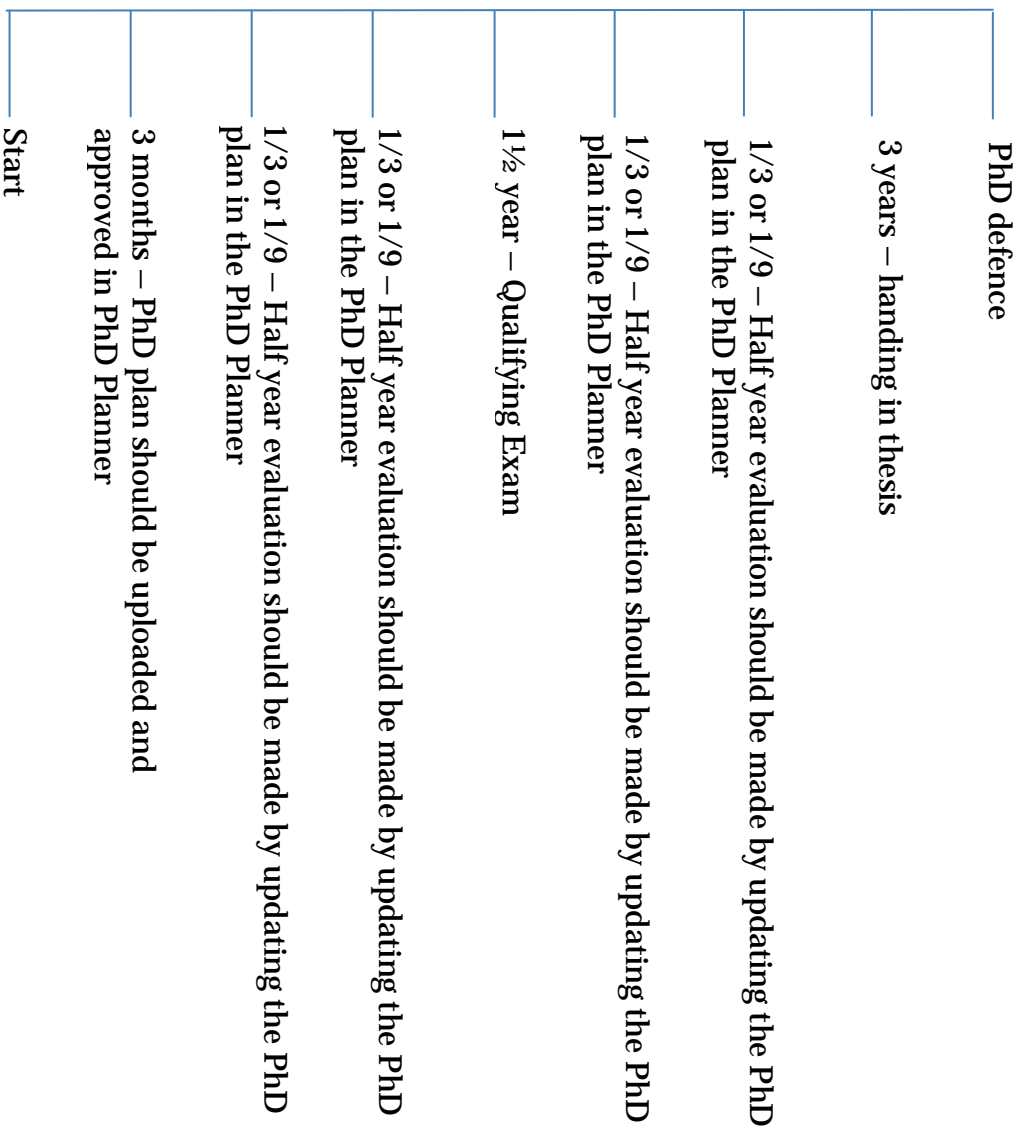 PhD defence
3 years – handing in thesis
1/3 or 1/9 – Half year evaluation should be made by updating the PhD
plan in the PhD Planner
1/3 or 1/9 – Half year evaluation should be made by updating the PhD
plan in the PhD Planner
1½ year – Qualifying Exam
1/3 or 1/9 – Half year evaluation should be made by updating the PhD
plan in the PhD Planner
1/3 or 1/9 – Half year evaluation should be made by updating the PhD
plan in the PhD Planner
3 months – PhD plan should be uploaded and
approved in PhD Planner
Start